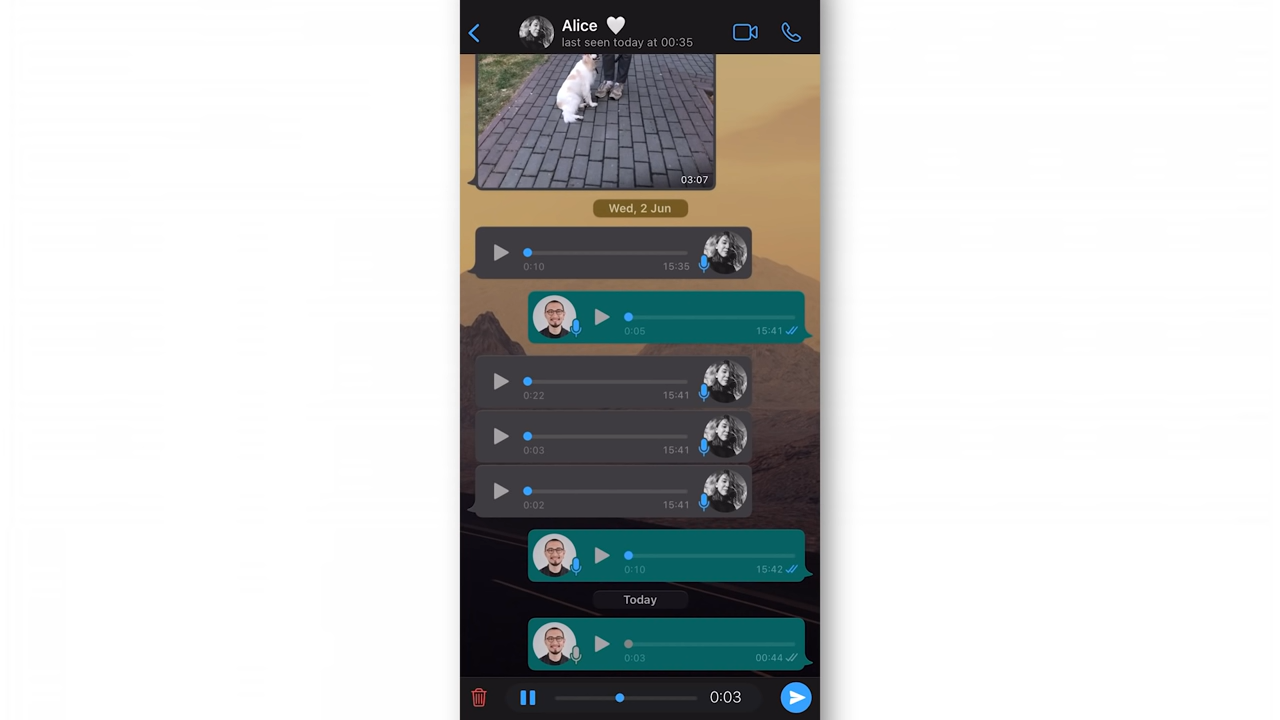 Alice 🤍
last seen today at 00:35
03:07
Wed, 2 Jun
0:10 15:35
0:05 15:41
0:22 15:41
0:03 15:41
0:02 15:41
0:10 15:42
Today
0:03 00:44
0:03